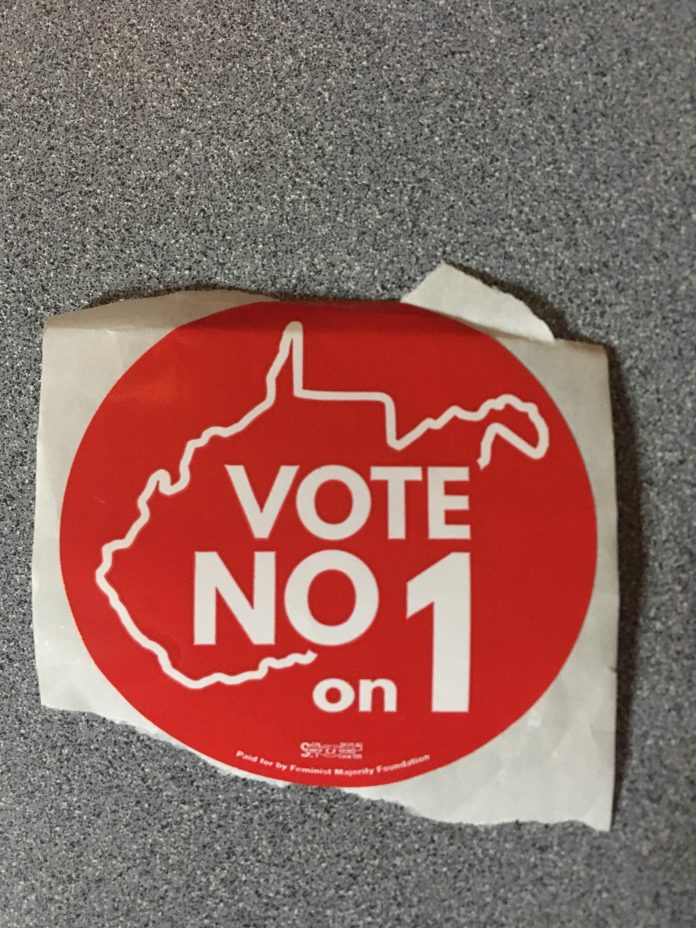 VOTE
NO
on 1
Paid for by Feminist Majority Foundation